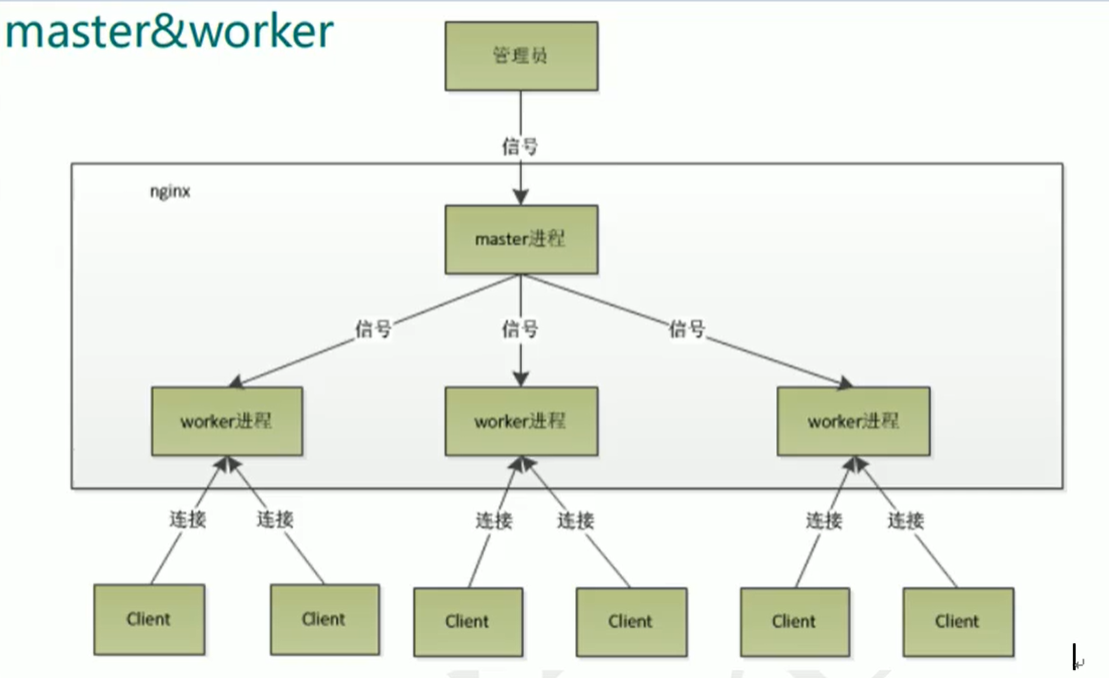 master&worker
管理员
信号
nginx
master进程
信号 信号 信号
worker进程 worker进程 worker进程
连接 连接 连接 连接 连接 连接
Client Client Client Client Client Client